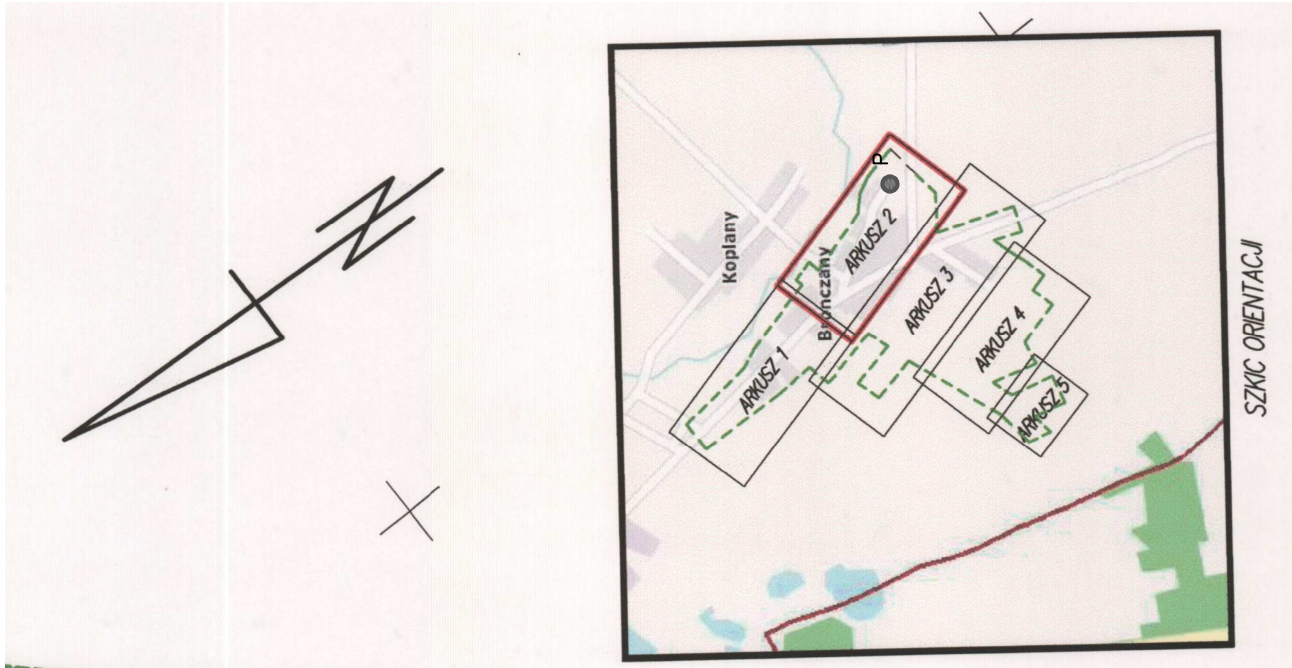 N
P
Koplany
Bronczany
ARKUSZ 2
ARKUSZ 3
ARKUSZ 1
ARKUSZ 4
ARKUSZ 5
SZKIC ORIENTACJI